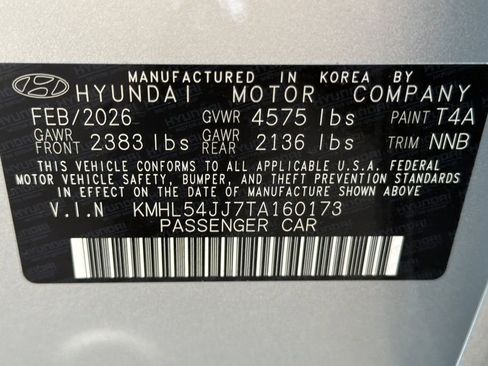 MANUFACTURED IN KOREA BY
HYUNDAI MOTOR COMPANY
FEB/2026 GVWR 4575 lbs PAINT T4A
GAWR FRONT 2383 lbs GAWR REAR 2136 lbs TRIM NNB
THIS VEHICLE CONFORMS TO ALL APPLICABLE U.S.A. FEDERAL
MOTOR VEHICLE SAFETY, BUMPER, AND THEFT PREVENTION STANDARDS
IN EFFECT ON THE DATE OF MANUFACTURE SHOWN ABOVE.
V.I.N KMHL54JJ7TA160173
PASSENGER CAR